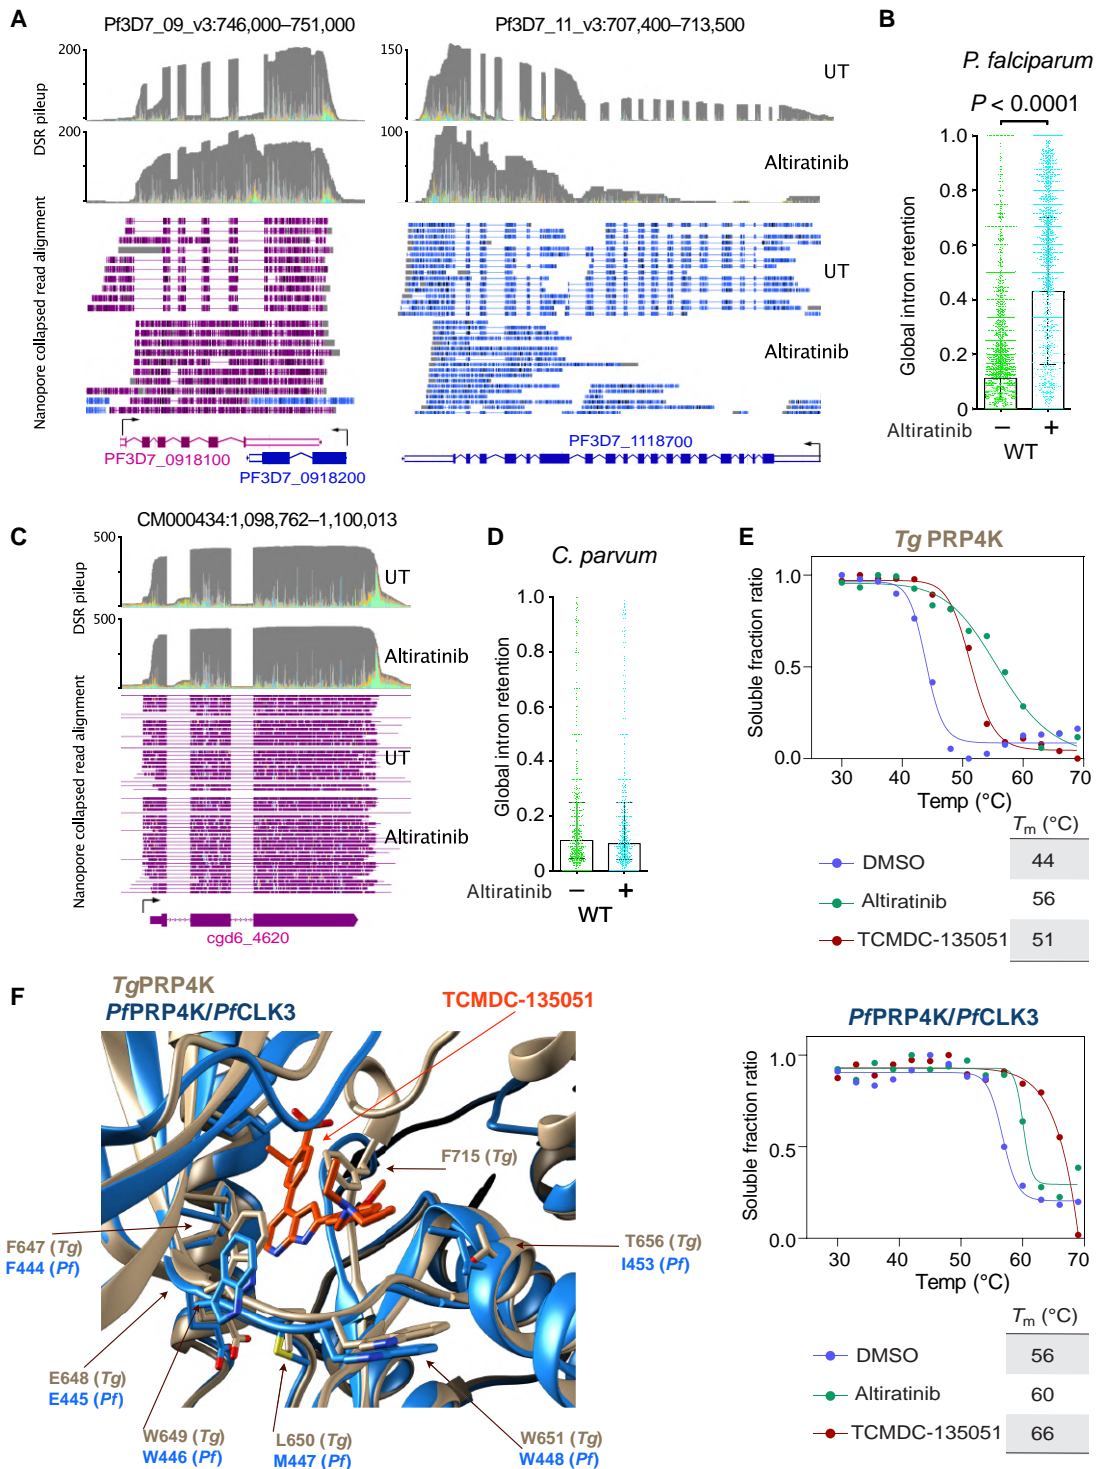 A
Pf3D7_09_v3:746,000–751,000
Pf3D7_11_v3:707,400–713,500
200
150
UT
DSR pileup
200
100
Altiratinib
Nanopore collapsed read alignment
UT
Altiratinib
PF3D7_0918100
PF3D7_0918200
PF3D7_1118700
B
P. falciparum
P < 0.0001
1.0
0.8
0.6
0.4
0.2
0
Global intron retention
Altiratinib − +
WT
C
CM000434:1,098,762–1,100,013
500
UT
DSR pileup
500
Altiratinib
Nanopore collapsed read alignment
UT
Altiratinib
cgd6_4620
D
C. parvum
1.0
0.8
0.6
0.4
0.2
0
Global intron retention
Altiratinib − +
WT
E
Tg PRP4K
1.0
0.5
0.0
Soluble fraction ratio
30 40 50 60 70
Temp (°C)
Tm (°C)
DMSO 44
Altiratinib 56
TCMDC-135051 51
PfPRP4K/PfCLK3
1.0
0.5
0.0
Soluble fraction ratio
30 40 50 60 70
Temp (°C)
Tm (°C)
DMSO 56
Altiratinib 60
TCMDC-135051 66
F
TgPRP4K
PfPRP4K/PfCLK3
TCMDC-135051
F715 (Tg)
F647 (Tg)
F444 (Pf)
T656 (Tg)
I453 (Pf)
E648 (Tg)
E445 (Pf)
W649 (Tg)
W446 (Pf)
L650 (Tg)
M447 (Pf)
W651 (Tg)
W448 (Pf)